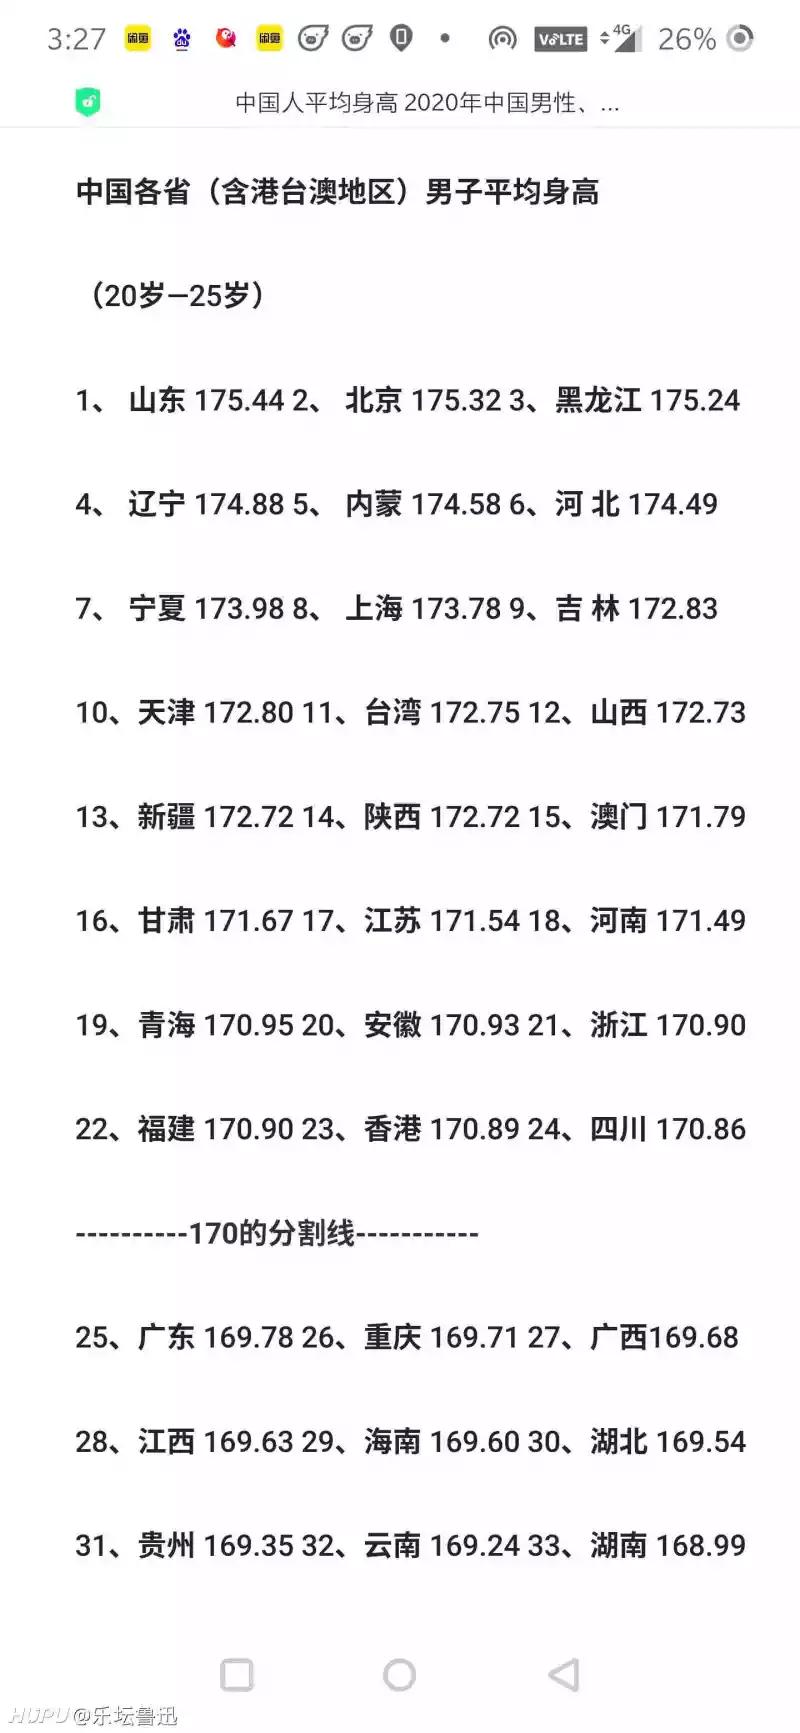 3:27 闲鱼 闲鱼 VoLTE 4G 26%
中国人平均身高 2020年中国男性、...
中国各省（含港台澳地区）男子平均身高
（20岁—25岁）
1、 山东 175.44 2、 北京 175.32 3、黑龙江 175.24
4、 辽宁 174.88 5、 内蒙 174.58 6、河 北 174.49
7、 宁夏 173.98 8、 上海 173.78 9、吉 林 172.83
10、天津 172.80 11、台湾 172.75 12、山西 172.73
13、新疆 172.72 14、陕西 172.72 15、澳门 171.79
16、甘肃 171.67 17、江苏 171.54 18、河南 171.49
19、青海 170.95 20、安徽 170.93 21、浙江 170.90
22、福建 170.90 23、香港 170.89 24、四川 170.86
----------170的分割线-----------
25、广东 169.78 26、重庆 169.71 27、广西169.68
28、江西 169.63 29、海南 169.60 30、湖北 169.54
31、贵州 169.35 32、云南 169.24 33、湖南 168.99
HUPU@乐坛鲁迅